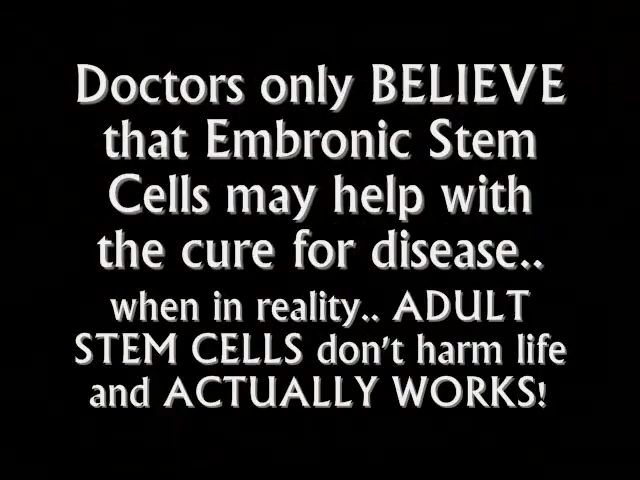 Doctors only BELIEVE
that Embronic Stem
Cells may help with
the cure for disease..
when in reality.. ADULT
STEM CELLS don't harm life
and ACTUALLY WORKS!